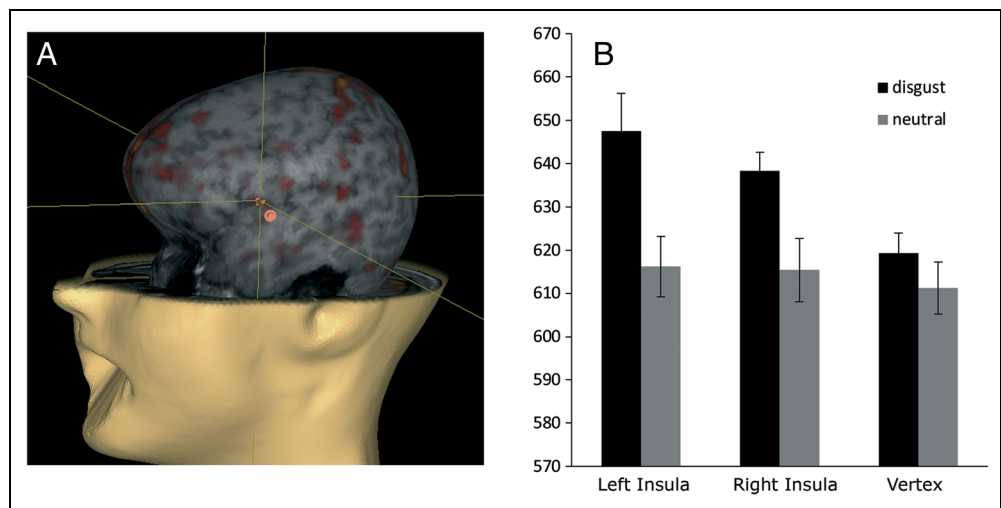 A
B
670
660
650
640
630
620
610
600
590
580
570
disgust
neutral
Left Insula
Right Insula
Vertex